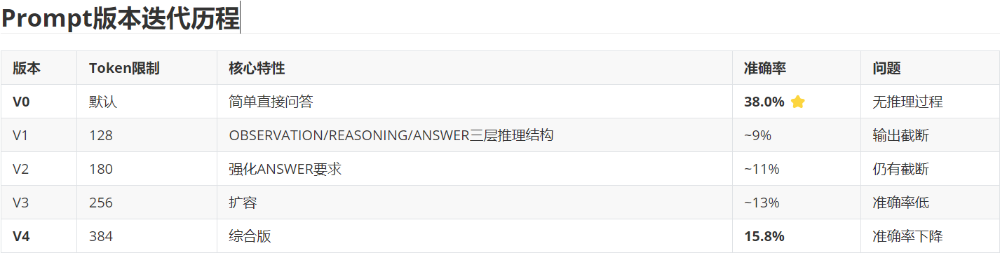 Prompt版本迭代历程
版本 Token限制 核心特性 准确率 问题
V0 默认 简单直接问答 38.0% ⭐ 无推理过程
V1 128 OBSERVATION/REASONING/ANSWER三层推理结构 ~9% 输出截断
V2 180 强化ANSWER要求 ~11% 仍有截断
V3 256 扩容 ~13% 准确率低
V4 384 综合版 15.8% 准确率下降